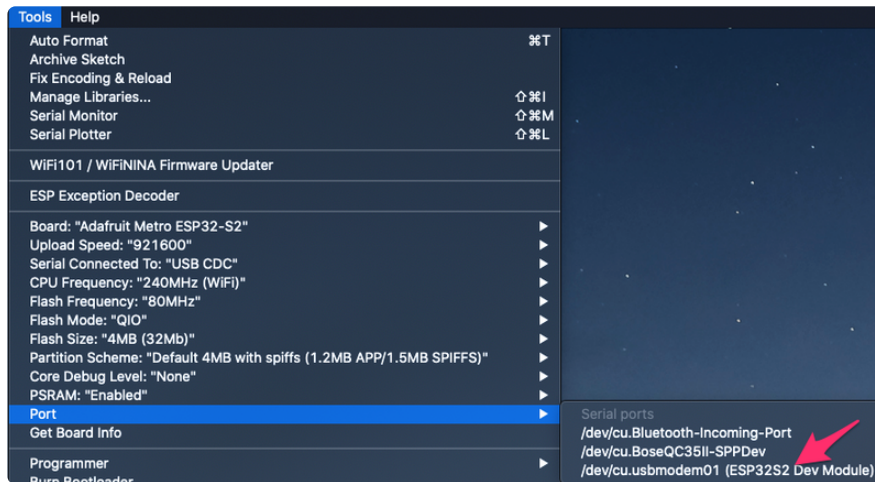 Tools Help
Auto Format ⌘T
Archive Sketch
Fix Encoding & Reload
Manage Libraries... ⇧⌘I
Serial Monitor ⇧⌘M
Serial Plotter ⇧⌘L
WiFi101 / WiFiNINA Firmware Updater
ESP Exception Decoder
Board: "Adafruit Metro ESP32-S2"
Upload Speed: "921600"
Serial Connected To: "USB CDC"
CPU Frequency: "240MHz (WiFi)"
Flash Frequency: "80MHz"
Flash Mode: "QIO"
Flash Size: "4MB (32Mb)"
Partition Scheme: "Default 4MB with spiffs (1.2MB APP/1.5MB SPIFFS)"
Core Debug Level: "None"
PSRAM: "Enabled"
Port
Serial ports
/dev/cu.Bluetooth-Incoming-Port
/dev/cu.BoseQC35II-SPPDev
/dev/cu.usbmodem01 (ESP32S2 Dev Module)
Get Board Info
Programmer
Burn Bootloader